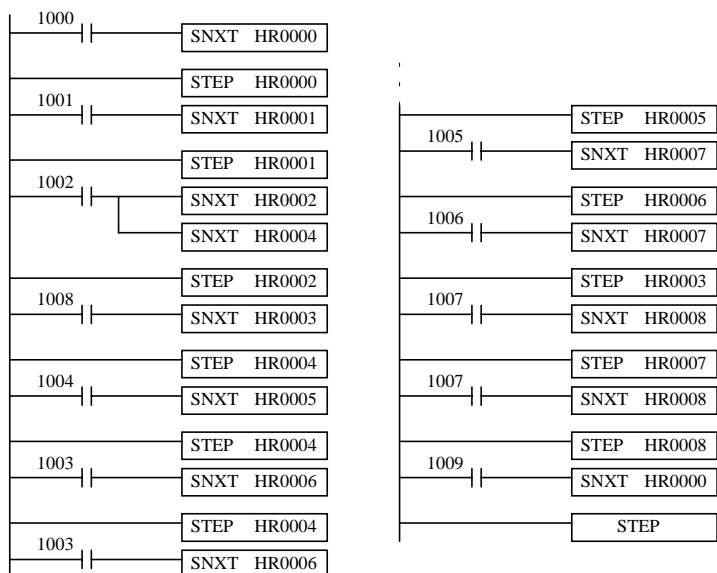 1000
SNXT HR0000
STEP HR0000
1001
SNXT HR0001
STEP HR0001
1002
SNXT HR0002
SNXT HR0004
STEP HR0002
1008
SNXT HR0003
STEP HR0004
1004
SNXT HR0005
STEP HR0004
1003
SNXT HR0006
STEP HR0004
1003
SNXT HR0006
STEP HR0005
1005
SNXT HR0007
STEP HR0006
1006
SNXT HR0007
STEP HR0003
1007
SNXT HR0008
STEP HR0007
1007
SNXT HR0008
STEP HR0008
1009
SNXT HR0000
STEP